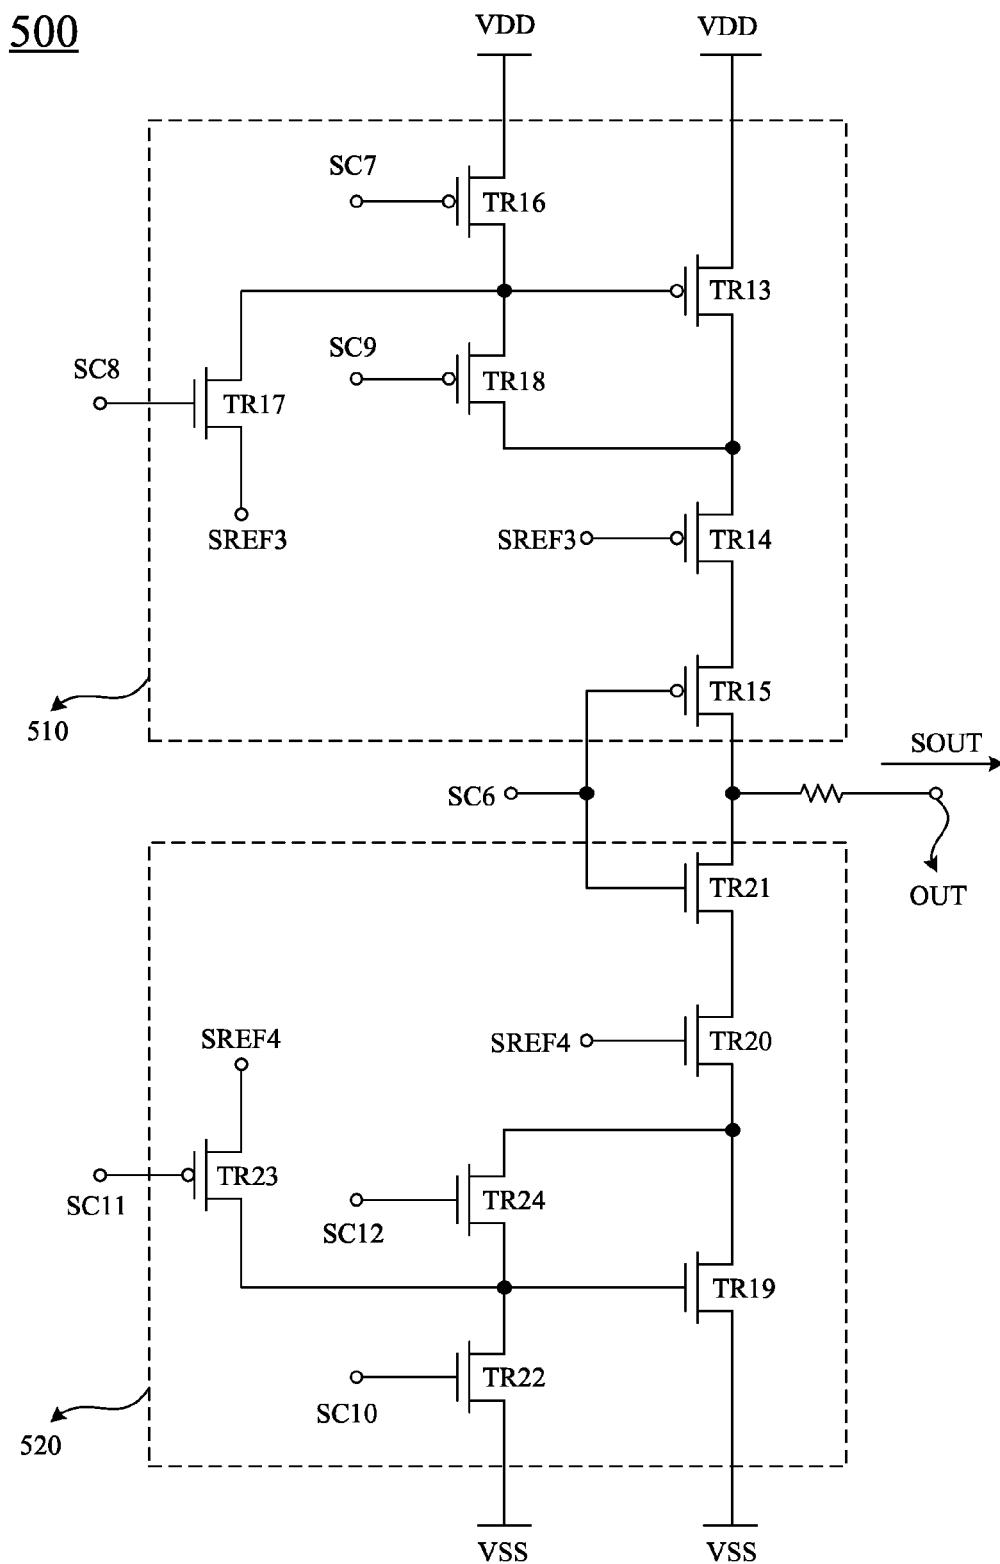 500
VDD
VDD
SC7
TR16
TR13
SC9
SC8
TR18
TR17
SREF3
SREF3
TR14
TR15
510
SOUT
SC6
TR21
OUT
SREF4
SREF4
TR20
TR23
TR24
SC11
SC12
TR19
TR22
SC10
520
VSS
VSS